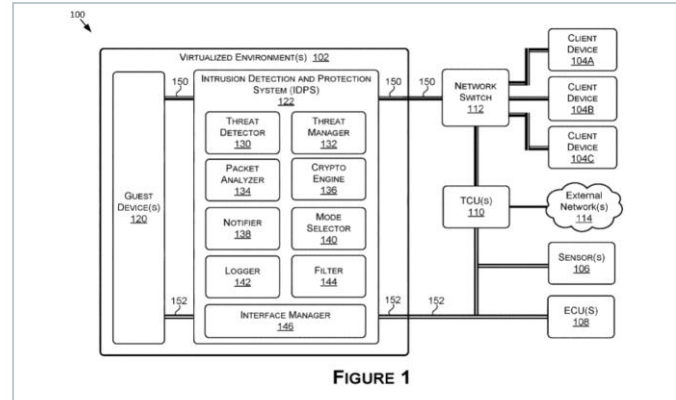 100
VIRTUALIZED ENVIRONMENT(S) 102
150
INTRUSION DETECTION AND PROTECTION
SYSTEM (IDPS)
122
150
150
THREAT
DETECTOR
130
THREAT
MANAGER
132
PACKET
ANALYZER
134
CRYPTO
ENGINE
136
GUEST
DEVICE(S)
120
NOTIFIER
138
MODE
SELECTOR
140
LOGGER
142
FILTER
144
152
INTERFACE MANAGER
146
152
152
NETWORK
SWITCH
112
CLIENT
DEVICE
104A
CLIENT
DEVICE
104B
CLIENT
DEVICE
104C
TCU(S)
110
External
Network(s)
114
SENSOR(S)
106
ECU(S)
108
FIGURE 1